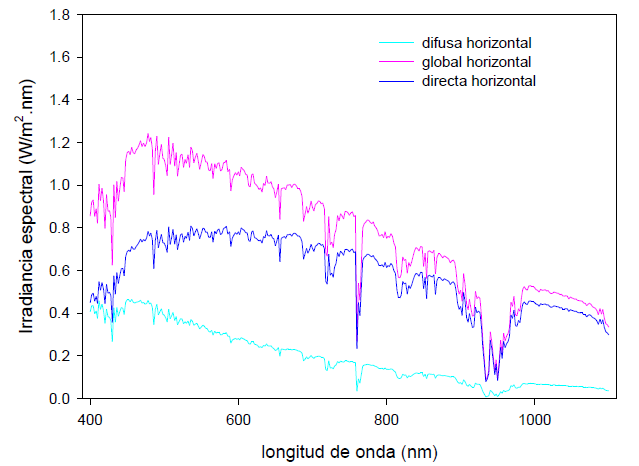 1.8
1.6
1.4
1.2
1.0
0.8
0.6
0.4
0.2
0.0
Irradiancia espectral (W/m².nm)
difusa horizontal
global horizontal
directa horizontal
400
600
800
1000
longitud de onda (nm)